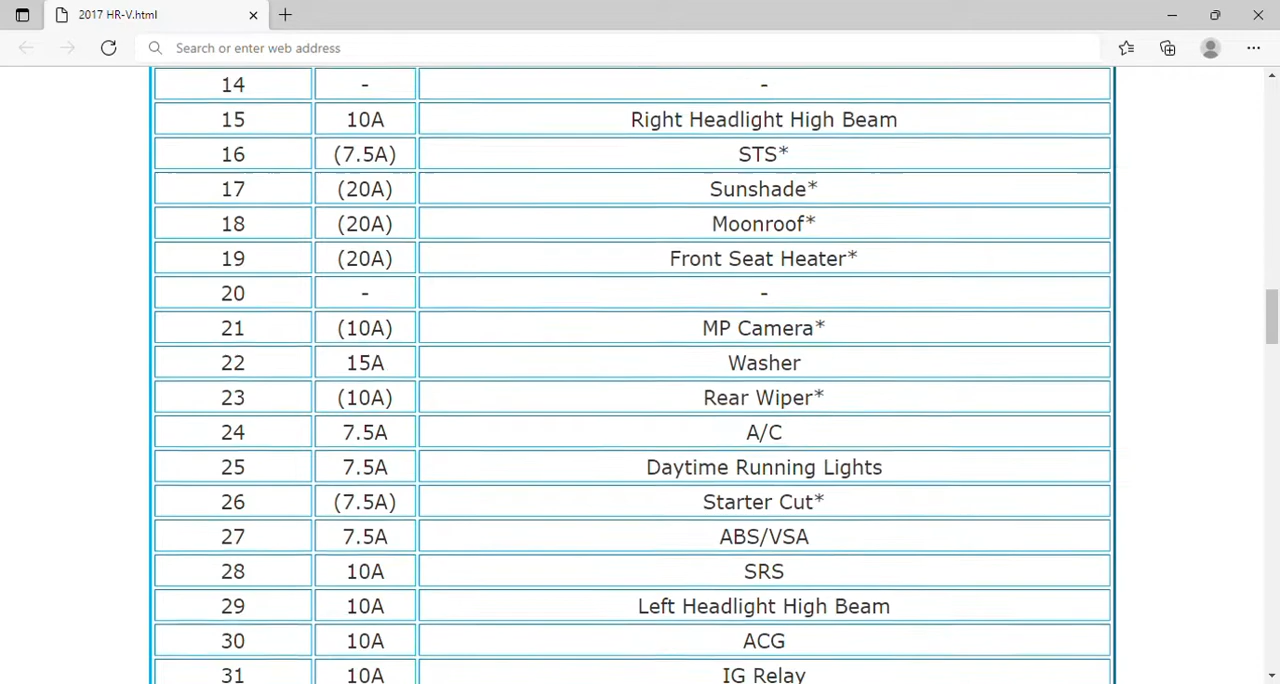 2017 HR-V.html
Search or enter web address
14 - -
15 10A Right Headlight High Beam
16 (7.5A) STS*
17 (20A) Sunshade*
18 (20A) Moonroof*
19 (20A) Front Seat Heater*
20 - -
21 (10A) MP Camera*
22 15A Washer
23 (10A) Rear Wiper*
24 7.5A A/C
25 7.5A Daytime Running Lights
26 (7.5A) Starter Cut*
27 7.5A ABS/VSA
28 10A SRS
29 10A Left Headlight High Beam
30 10A ACG
31 10A IG Relay